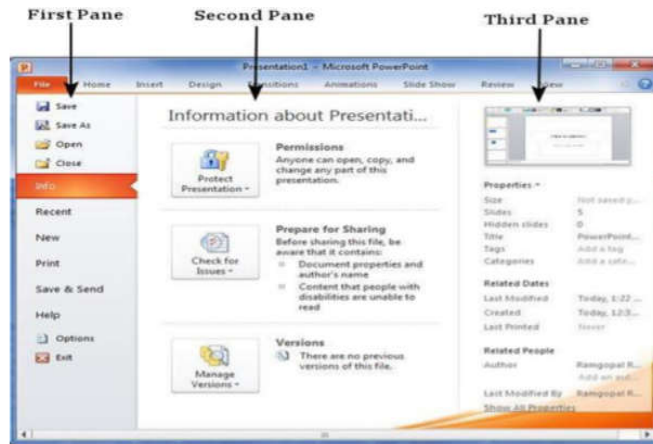 First Pane
Second Pane
Third Pane
Presentation1 - Microsoft PowerPoint
File Home Insert Design Transitions Animations Slide Show Review View
Save
Save As
Open
Close
Info
Recent
New
Print
Save & Send
Help
Options
Exit
Information about Presentati...
Protect
Presentation
Permissions
Anyone can open, copy, and
change any part of this
presentation.
Check for
Issues
Prepare for Sharing
Before sharing this file, be
aware that it contains:
Document properties and
author's name
Content that people with
disabilities are unable to
read
Manage
Versions
Versions
There are no previous
versions of this file.
Properties
Size Not saved y...
Slides 5
Hidden slides 0
Title PowerPoint...
Tags Add a tag
Categories Add a cate...
Related Dates
Last Modified Today, 1:22 ...
Created Today, 12:3...
Last Printed Never
Related People
Author Ramgopal R...
Add an aut...
Last Modified By Ramgopal R...
Show All Properties